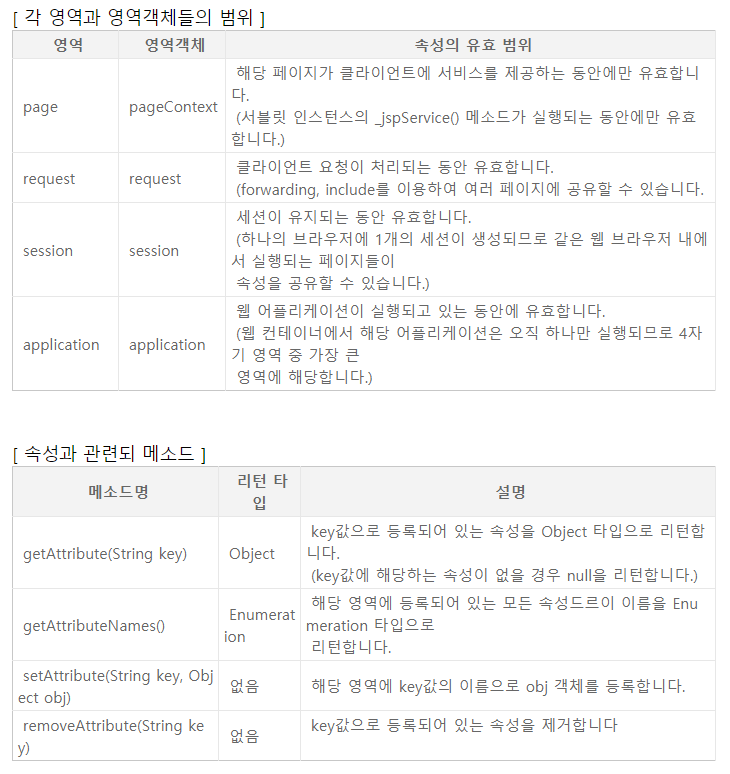 [ 각 영역과 영역객체들의 범위 ]
영역 영역객체 속성의 유효 범위
page pageContext
해당 페이지가 클라이언트에 서비스를 제공하는 동안에만 유효합니
다.
(서블릿 인스턴스의 _jspService() 메소드가 실행되는 동안에만 유효
합니다.)
request request
클라이언트 요청이 처리되는 동안 유효합니다.
(forwarding, include를 이용하여 여러 페이지에 공유할 수 있습니다.
session session
세션이 유지되는 동안 유효합니다.
(하나의 브라우저에 1개의 세션이 생성되므로 같은 웹 브라우저 내에
서 실행되는 페이지들이
속성을 공유할 수 있습니다.)
application application
웹 어플리케이션이 실행되고 있는 동안에 유효합니다.
(웹 컨테이너에서 해당 어플리케이션은 오직 하나만 실행되므로 4자
기 영역 중 가장 큰
영역에 해당합니다.)
[ 속성과 관련되 메소드 ]
메소드명 리턴 타
입 설명
getAttribute(String key) Object
key값으로 등록되어 있는 속성을 Object 타입으로 리턴합
니다.
(key값에 해당하는 속성이 없을 경우 null을 리턴합니다.)
getAttributeNames() Enumerat
ion
해당 영역에 등록되어 있는 모든 속성드르이 이름을 Enu
meration 타입으로
리턴합니다.
setAttribute(String key, Obj
ect obj)
없음 해당 영역에 key값의 이름으로 obj 객체를 등록합니다.
removeAttribute(String ke
y)
없음 key값으로 등록되어 있는 속성을 제거합니다